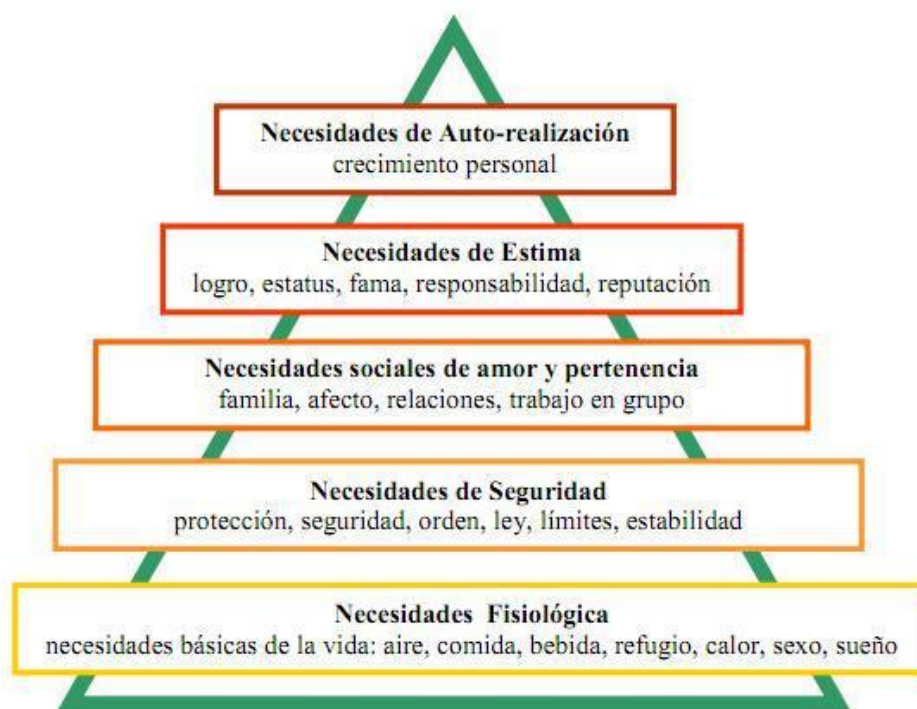 Necesidades de Auto-realización
crecimiento personal
Necesidades de Estima
logro, estatus, fama, responsabilidad, reputación
Necesidades sociales de amor y pertenencia
familia, afecto, relaciones, trabajo en grupo
Necesidades de Seguridad
protección, seguridad, orden, ley, límites, estabilidad
Necesidades Fisiológica
necesidades básicas de la vida: aire, comida, bebida, refugio, calor, sexo, sueño